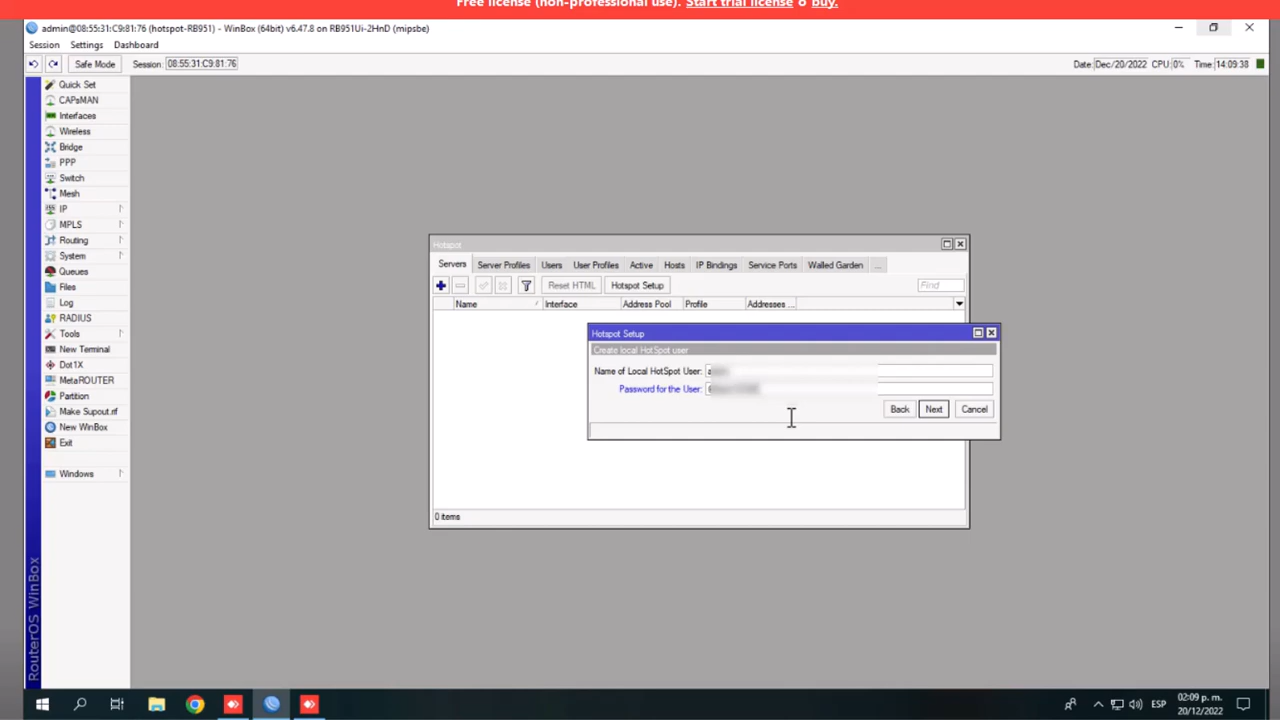 Free license (non-professional use). Start trial license o buy.
admin@08:55:31:C9:81:76 (hotspot-RB951) - WinBox (64bit) v6.47.8 on RB951Ui-2HnD (mipsbe)
Session Settings Dashboard
Safe Mode Session: 08:55:31:C9:81:76 Date: Dec/20/2022 CPU: 0% Time: 14:09:38
Quick Set
CAPsMAN
Interfaces
Wireless
Bridge
PPP
Switch
Mesh
IP
MPLS
Routing
System
Queues
Files
Log
RADIUS
Tools
New Terminal
Dot1X
MetaROUTER
Partition
Make Supout.rif
New WinBox
Exit
Windows
RouterOS WinBox
Hotspot
Servers Server Profiles Users User Profiles Active Hosts IP Bindings Service Ports Walled Garden ...
Reset HTML Hotspot Setup Find
Name Interface Address Pool Profile Addresses ...
Hotspot Setup
Create local HotSpot user
Name of Local HotSpot User:
Password for the User:
Back Next Cancel
0 items
ESP
02:09 p. m.
20/12/2022